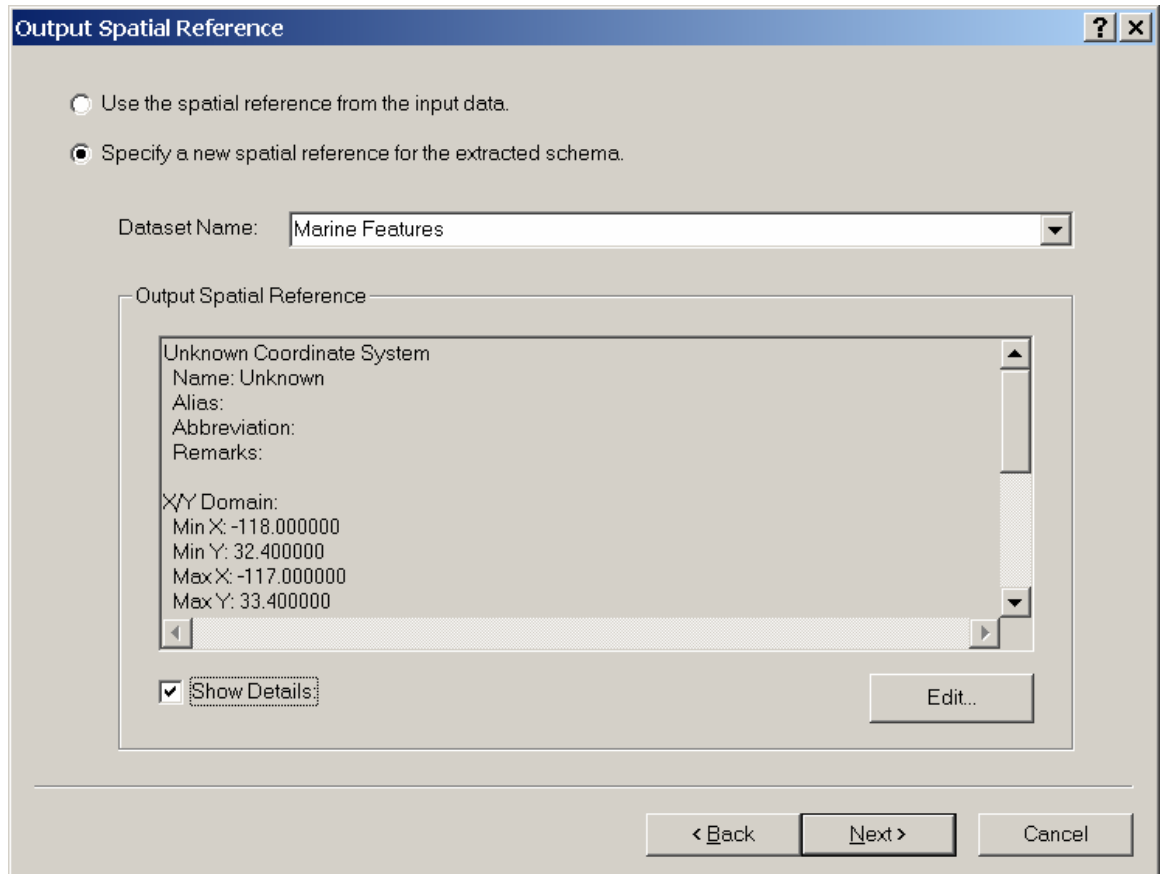 Output Spatial Reference
Use the spatial reference from the input data.
Specify a new spatial reference for the extracted schema.
Dataset Name: Marine Features
Output Spatial Reference
Unknown Coordinate System
Name: Unknown
Alias:
Abbreviation:
Remarks:
X/Y Domain:
Min X: -118.000000
Min Y: 32.400000
Max X: -117.000000
Max Y: 33.400000
Show Details: Edit...
< Back Next > Cancel